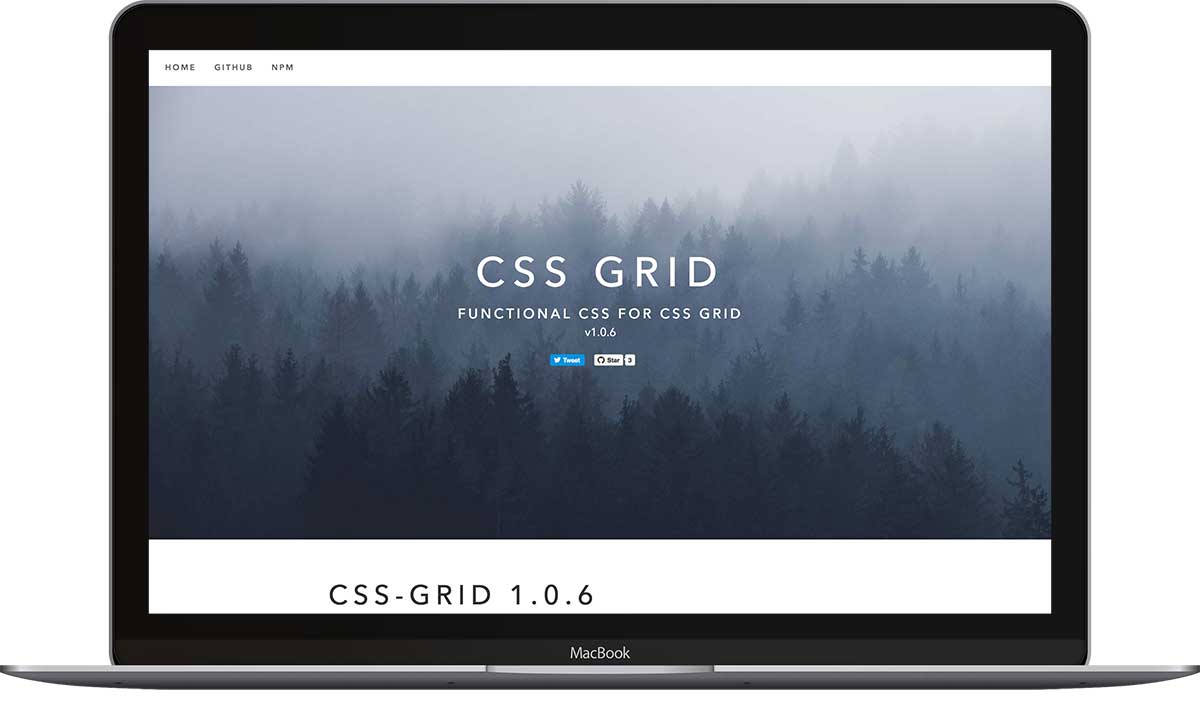 HOME GITHUB NPM
CSS GRID
FUNCTIONAL CSS FOR CSS GRID
v1.0.6
Tweet Star 3
CSS-GRID 1.0.6
MacBook